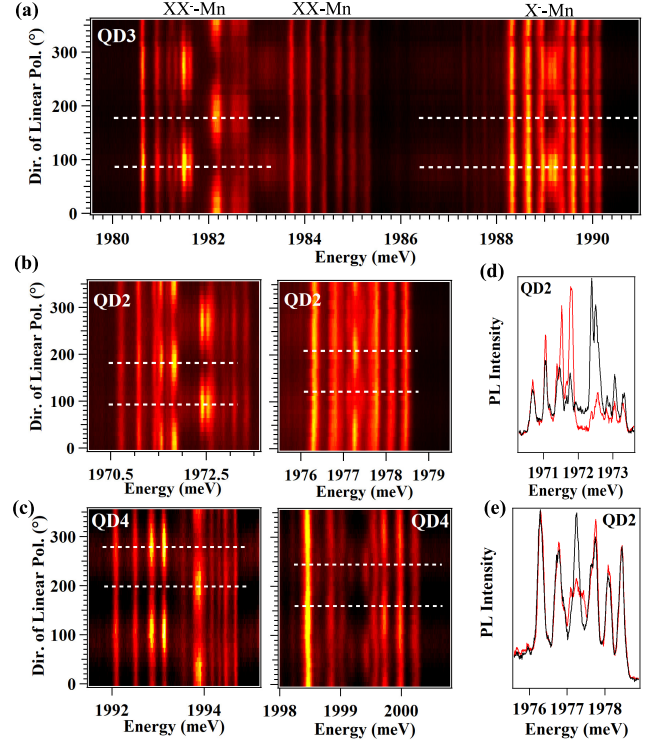 (a) XX⁻-Mn XX-Mn X⁻-Mn
QD3
Dir. of Linear Pol. (°)
300
200
100
0
1980 1982 1984 1986 1988 1990
Energy (meV)
(b) QD2 QD2
Dir. of Linear Pol. (°)
300
200
100
0
1970.5 1972.5 1976 1977 1978 1979
Energy (meV) Energy (meV)
(d) QD2
PL Intensity
1971 1972 1973
Energy (meV)
(c) QD4 QD4
Dir. of Linear Pol. (°)
300
200
100
0
1992 1994 1998 1999 2000
Energy (meV) Energy (meV)
(e) QD2
PL Intensity
1976 1977 1978
Energy (meV)